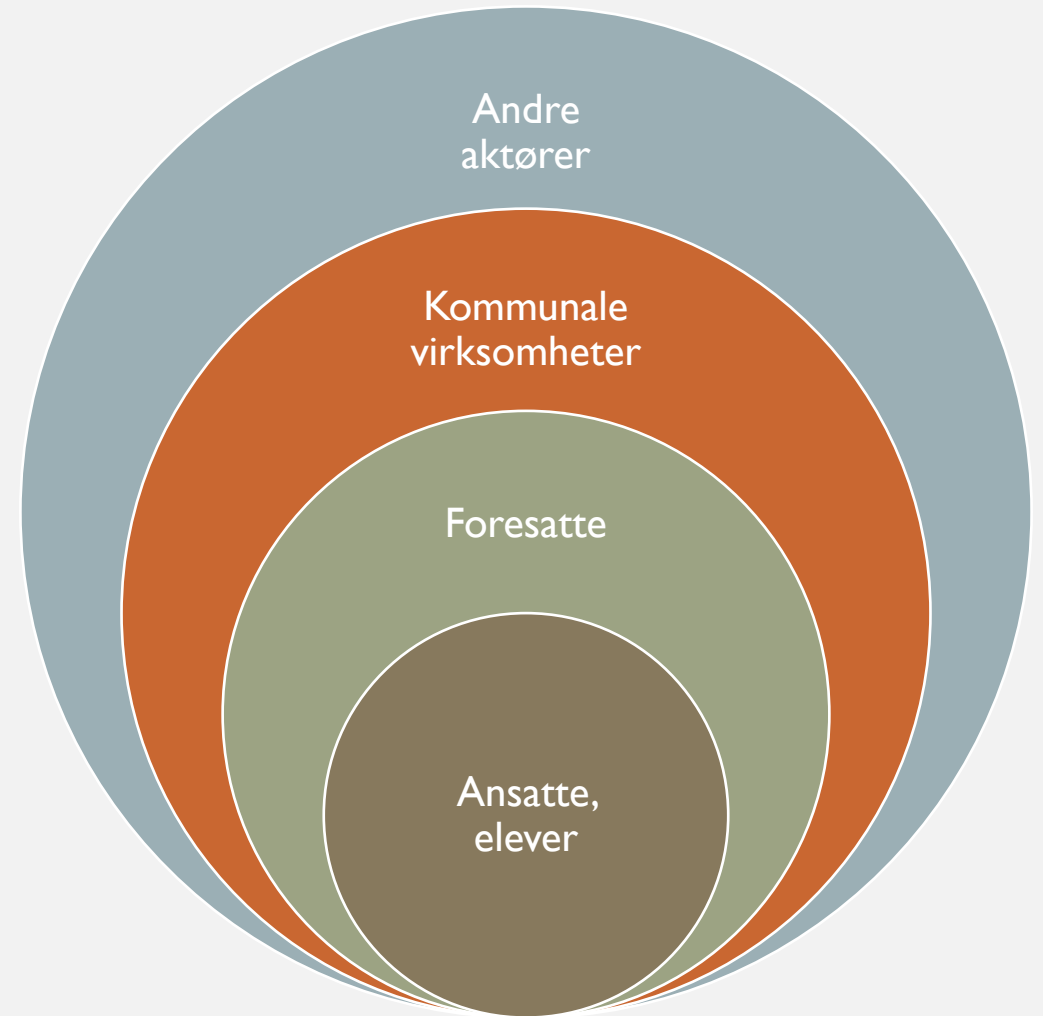 Andre
aktører
Kommunale
virksomheter
Foresatte
Ansatte,
elever